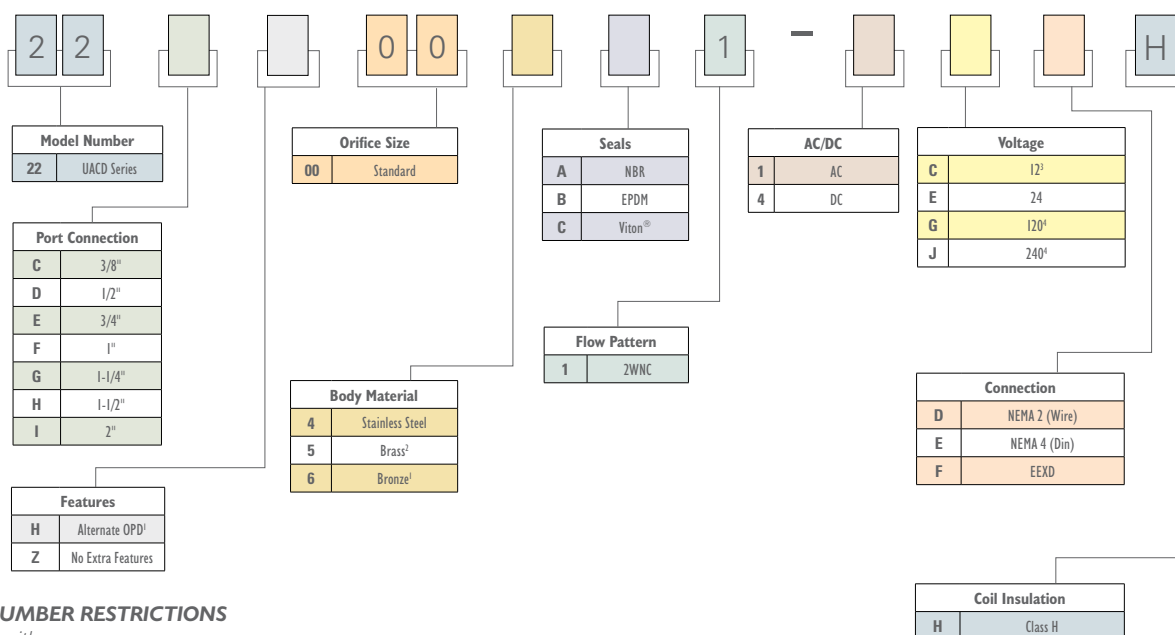 2 2 0 0 1 – H
Model Number
22 UACD Series
Port Connection
C 3/8"
D 1/2"
E 3/4"
F 1"
G 1-1/4"
H 1-1/2"
I 2"
Features
H Alternate OPD¹
Z No Extra Features
Orifice Size
00 Standard
Body Material
4 Stainless Steel
5 Brass²
6 Bronze¹
Seals
A NBR
B EPDM
C Viton®
Flow Pattern
1 2WNC
AC/DC
1 AC
4 DC
Voltage
C 12³
E 24
G 120⁴
J 240⁴
Connection
D NEMA 2 (Wire)
E NEMA 4 (Din)
F EEXD
Coil Insulation
H Class H
UMBER RESTRICTIONS